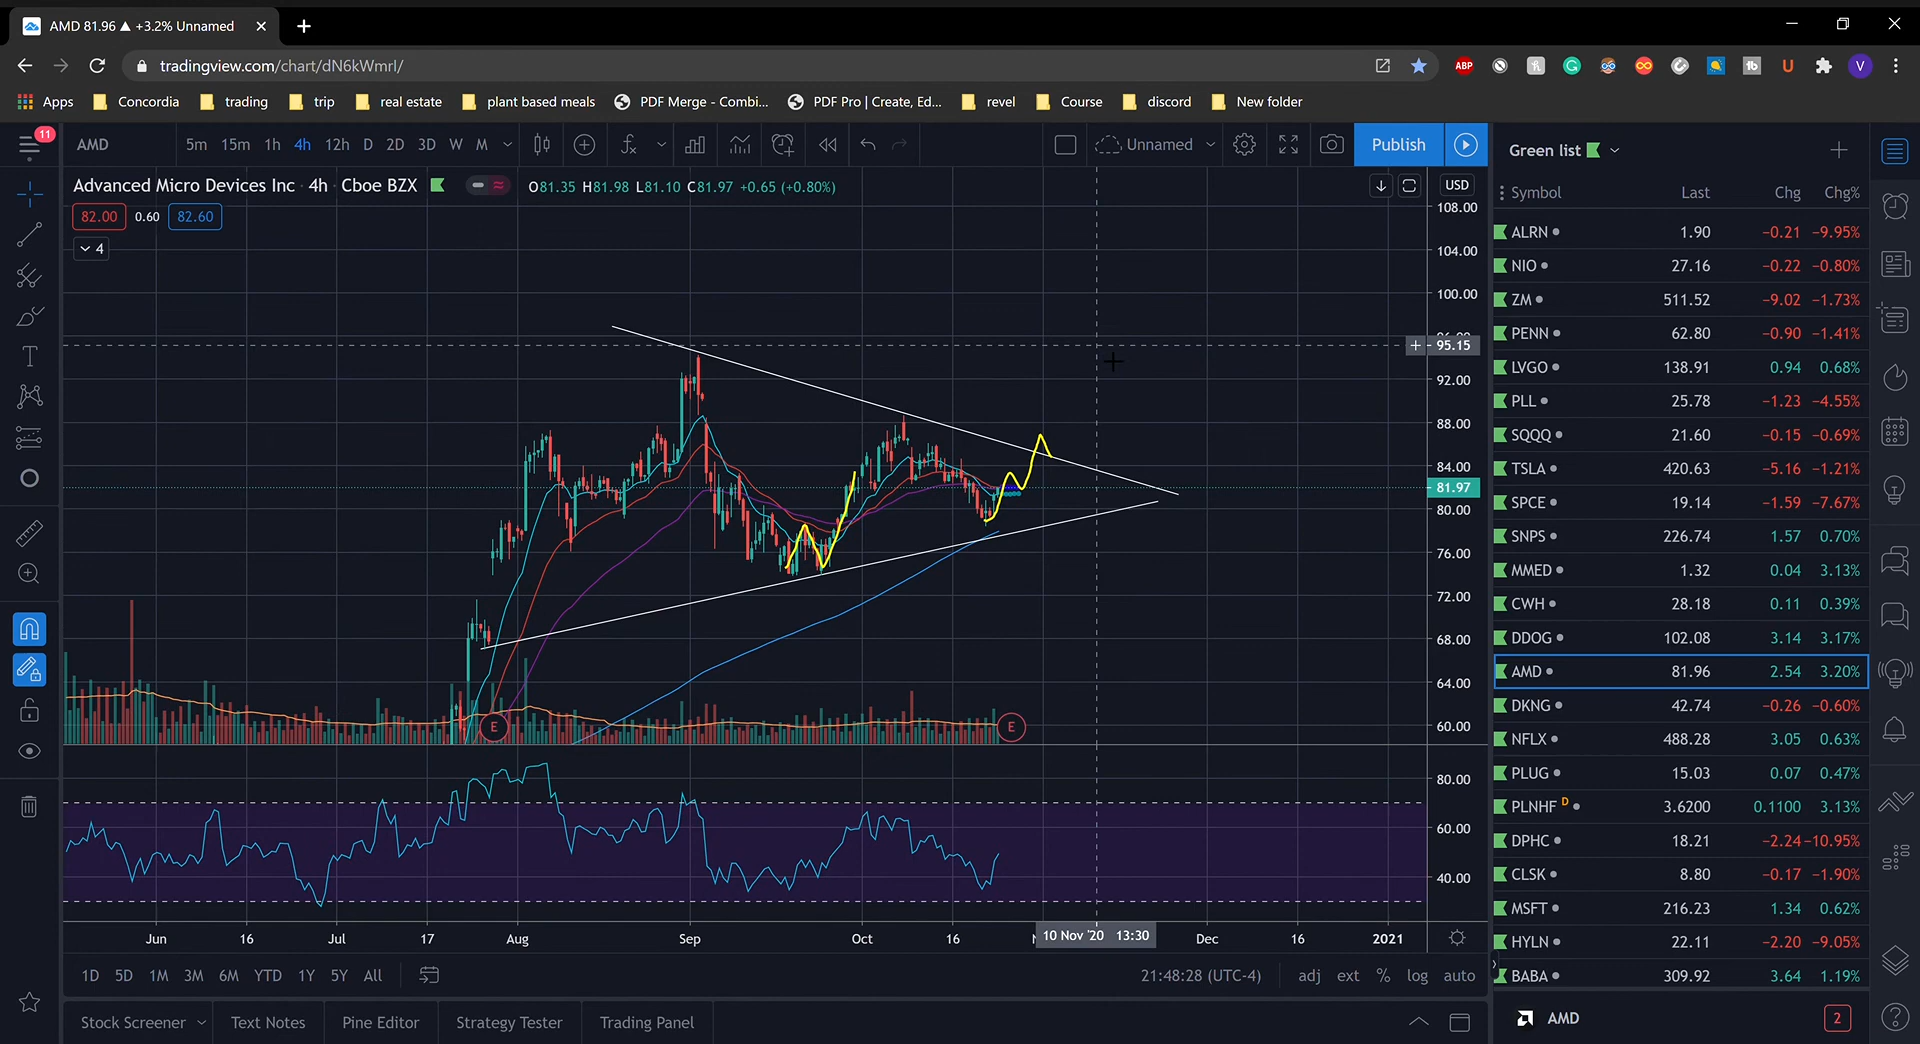 AMD 81.96 ▲ +3.2% Unnamed
tradingview.com/chart/dN6kWmrl/
ABP
V
Apps Concordia trading trip real estate plant based meals PDF Merge - Combi... PDF Pro | Create, Ed... revel Course discord New folder
11
AMD 5m 15m 1h 4h 12h D 2D 3D W M Unnamed Publish
Advanced Micro Devices Inc · 4h · Cboe BZX O81.35 H81.98 L81.10 C81.97 +0.65 (+0.80%)
82.00 0.60 82.60
4
USD
108.00
104.00
100.00
95.15
92.00
88.00
84.00
81.97
80.00
76.00
72.00
68.00
64.00
60.00
E E
80.00
60.00
40.00
Jun 16 Jul 17 Aug Sep Oct 16 10 Nov '20 13:30 Dec 16 2021
1D 5D 1M 3M 6M YTD 1Y 5Y All 21:48:28 (UTC-4) adj ext % log auto
Stock Screener Text Notes Pine Editor Strategy Tester Trading Panel
Green list
Symbol Last Chg Chg%
ALRN 1.90 −0.21 −9.95%
NIO 27.16 −0.22 −0.80%
ZM 511.52 −9.02 −1.73%
PENN 62.80 −0.90 −1.41%
LVGO 138.91 0.94 0.68%
PLL 25.78 −1.23 −4.55%
SQQQ 21.60 −0.15 −0.69%
TSLA 420.63 −5.16 −1.21%
SPCE 19.14 −1.59 −7.67%
SNPS 226.74 1.57 0.70%
MMED 1.32 0.04 3.13%
CWH 28.18 0.11 0.39%
DDOG 102.08 3.14 3.17%
AMD 81.96 2.54 3.20%
DKNG 42.74 −0.26 −0.60%
NFLX 488.28 3.05 0.63%
PLUG 15.03 0.07 0.47%
PLNHF D 3.6200 0.1100 3.13%
DPHC 18.21 −2.24 −10.95%
CLSK 8.80 −0.17 −1.90%
MSFT 216.23 1.34 0.62%
HYLN 22.11 −2.20 −9.05%
BABA 309.92 3.64 1.19%
AMD 2